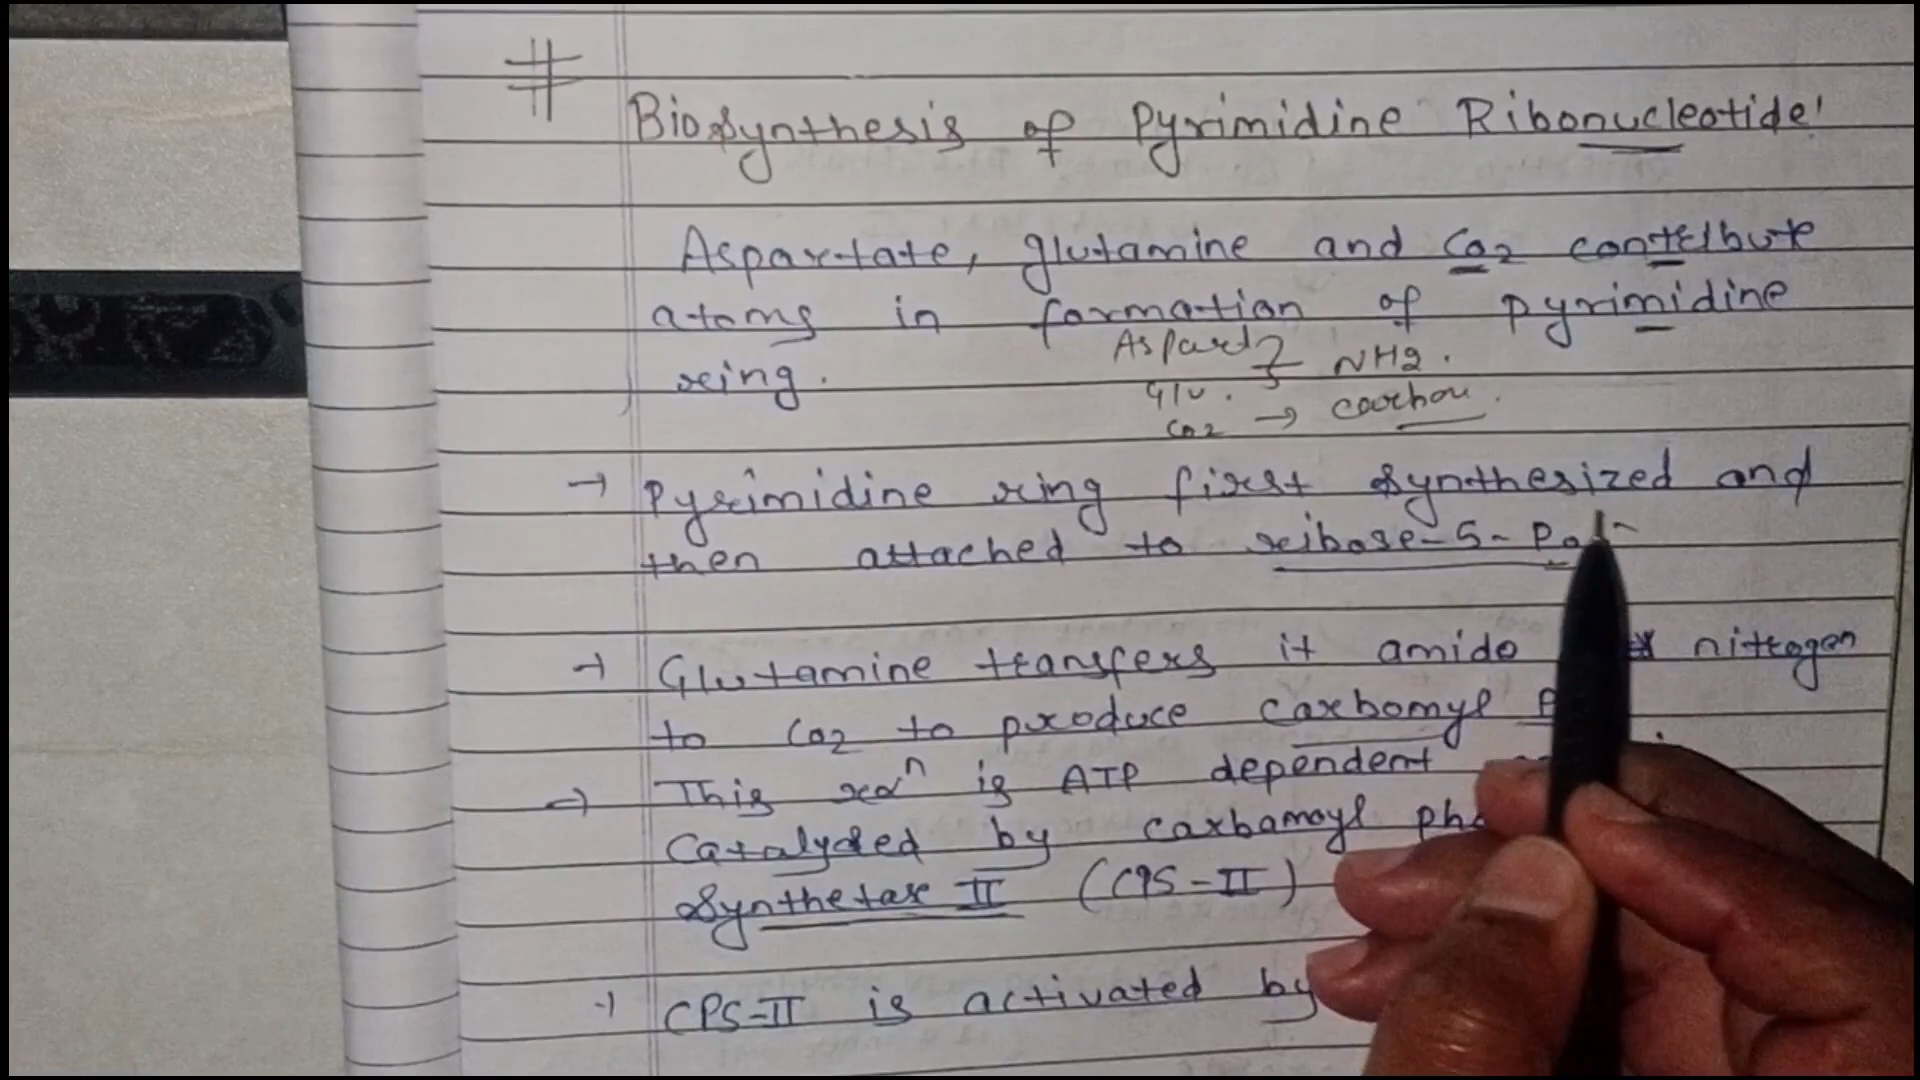 #
Biosynthesis of Pyrimidine Ribonucleotide'
Aspartate, glutamine and CO2 contribute
atoms in formation of pyrimidine
ring.
Aspart } NH2.
Glu.
CO2 → carbon.
→ Pyrimidine ring first synthesized and
then attached to ribose-5-
→ Glutamine transfers it amido nitrogen
to CO2 to produce carbomyl
→ This rxn is ATP dependent
Catalysed by carbamoyl
Synthetase II (CPS-II)
→ CPS-II is activated by